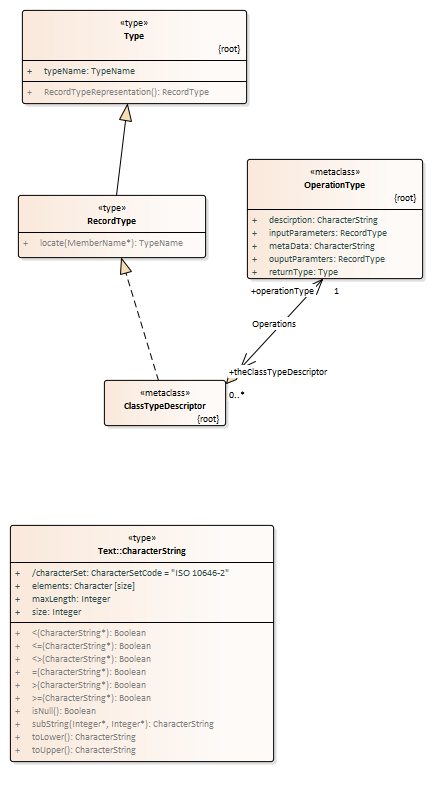 «type»
Type
{root}
+ typeName: TypeName
+ RecordTypeRepresentation(): RecordType
«type»
RecordType
+ locate(MemberName*): TypeName
«metaclass»
OperationType
{root}
+ descirption: CharacterString
+ inputParameters: RecordType
+ metaData: CharacterString
+ ouputParamters: RecordType
+ returnType: Type
+operationType 1
Operations
+theClassTypeDescriptor
0..*
«metaclass»
ClassTypeDescriptor
{root}
«type»
Text::CharacterString
+ /characterSet: CharacterSetCode = "ISO 10646-2"
+ elements: Character [size]
+ maxLength: Integer
+ size: Integer
+ <(CharacterString*): Boolean
+ <=(CharacterString*): Boolean
+ <>(CharacterString*): Boolean
+ =(CharacterString*): Boolean
+ >(CharacterString*): Boolean
+ >=(CharacterString*): Boolean
+ isNull(): Boolean
+ subString(Integer*, Integer*): CharacterString
+ toLower(): CharacterString
+ toUpper(): CharacterString